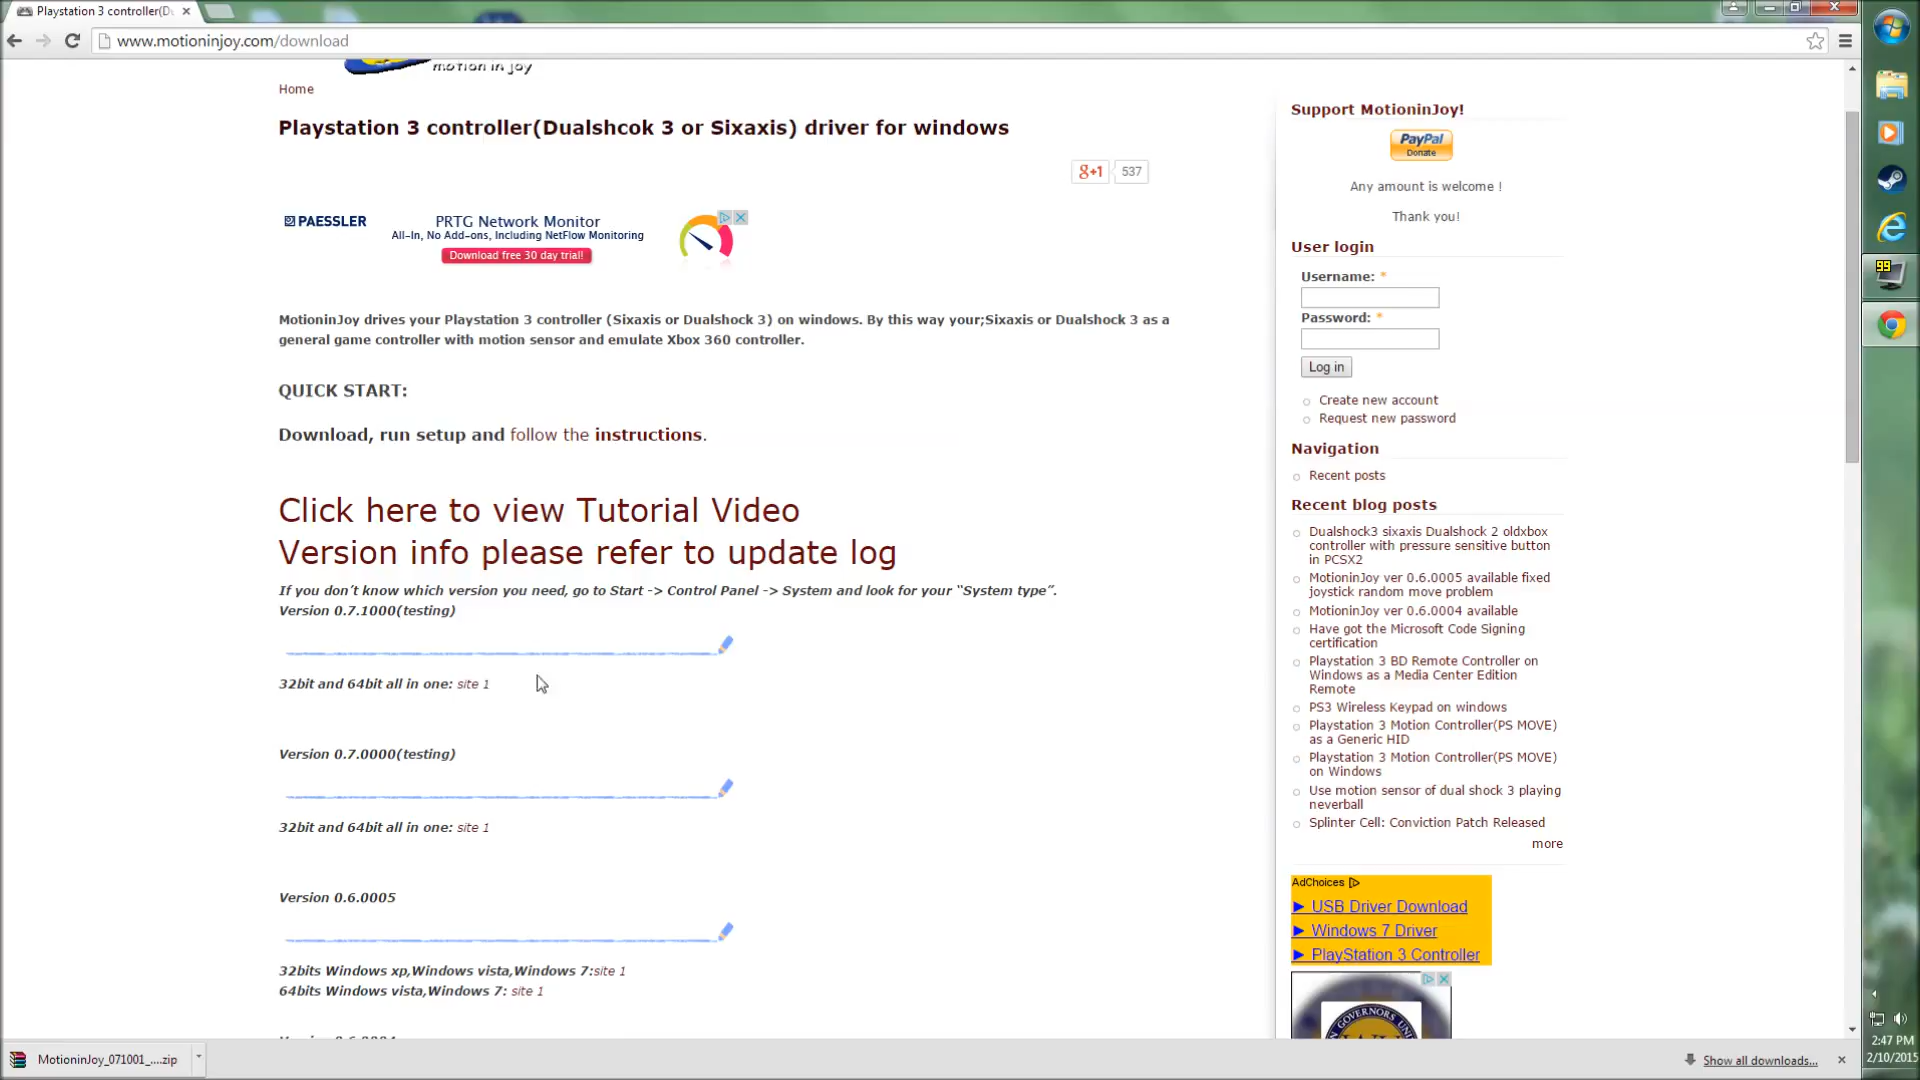 Playstation 3 controller(D
www.motioninjoy.com/download
motion in joy
Home
Playstation 3 controller(Dualshcok 3 or Sixaxis) driver for windows
g+1 537
PAESSLER
PRTG Network Monitor
All-In, No Add-ons, Including NetFlow Monitoring
Download free 30 day trial!
MotioninJoy drives your Playstation 3 controller (Sixaxis or Dualshock 3) on windows. By this way your;Sixaxis or Dualshock 3 as a
general game controller with motion sensor and emulate Xbox 360 controller.
QUICK START:
Download, run setup and follow the instructions.
Click here to view Tutorial Video
Version info please refer to update log
If you don't know which version you need, go to Start -> Control Panel -> System and look for your “System type”.
Version 0.7.1000(testing)
32bit and 64bit all in one: site 1
Version 0.7.0000(testing)
32bit and 64bit all in one: site 1
Version 0.6.0005
32bits Windows xp,Windows vista,Windows 7:site 1
64bits Windows vista,Windows 7: site 1
Support MotioninJoy!
PayPal
Donate
Any amount is welcome !
Thank you!
User login
Username: *
Password: *
Log in
Create new account
Request new password
Navigation
Recent posts
Recent blog posts
Dualshock3 sixaxis Dualshock 2 oldxbox
controller with pressure sensitive button
in PCSX2
MotioninJoy ver 0.6.0005 available fixed
joystick random move problem
MotioninJoy ver 0.6.0004 available
Have got the Microsoft Code Signing
certification
Playstation 3 BD Remote Controller on
Windows as a Media Center Edition
Remote
PS3 Wireless Keypad on windows
Playstation 3 Motion Controller(PS MOVE)
as a Generic HID
Playstation 3 Motion Controller(PS MOVE)
on Windows
Use motion sensor of dual shock 3 playing
neverball
Splinter Cell: Conviction Patch Released
more
AdChoices
USB Driver Download
Windows 7 Driver
PlayStation 3 Controller
GOVERNORS
MotioninJoy_071001_....zip
Show all downloads...
99
2:47 PM
2/10/2015